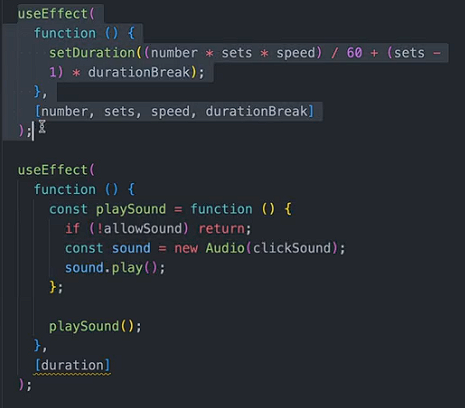 useEffect(
function () {
setDuration((number * sets * speed) / 60 + (sets -
1) * durationBreak);
},
[number, sets, speed, durationBreak]
);
useEffect(
function () {
const playSound = function () {
if (!allowSound) return;
const sound = new Audio(clickSound);
sound.play();
};
playSound();
},
[duration]
);